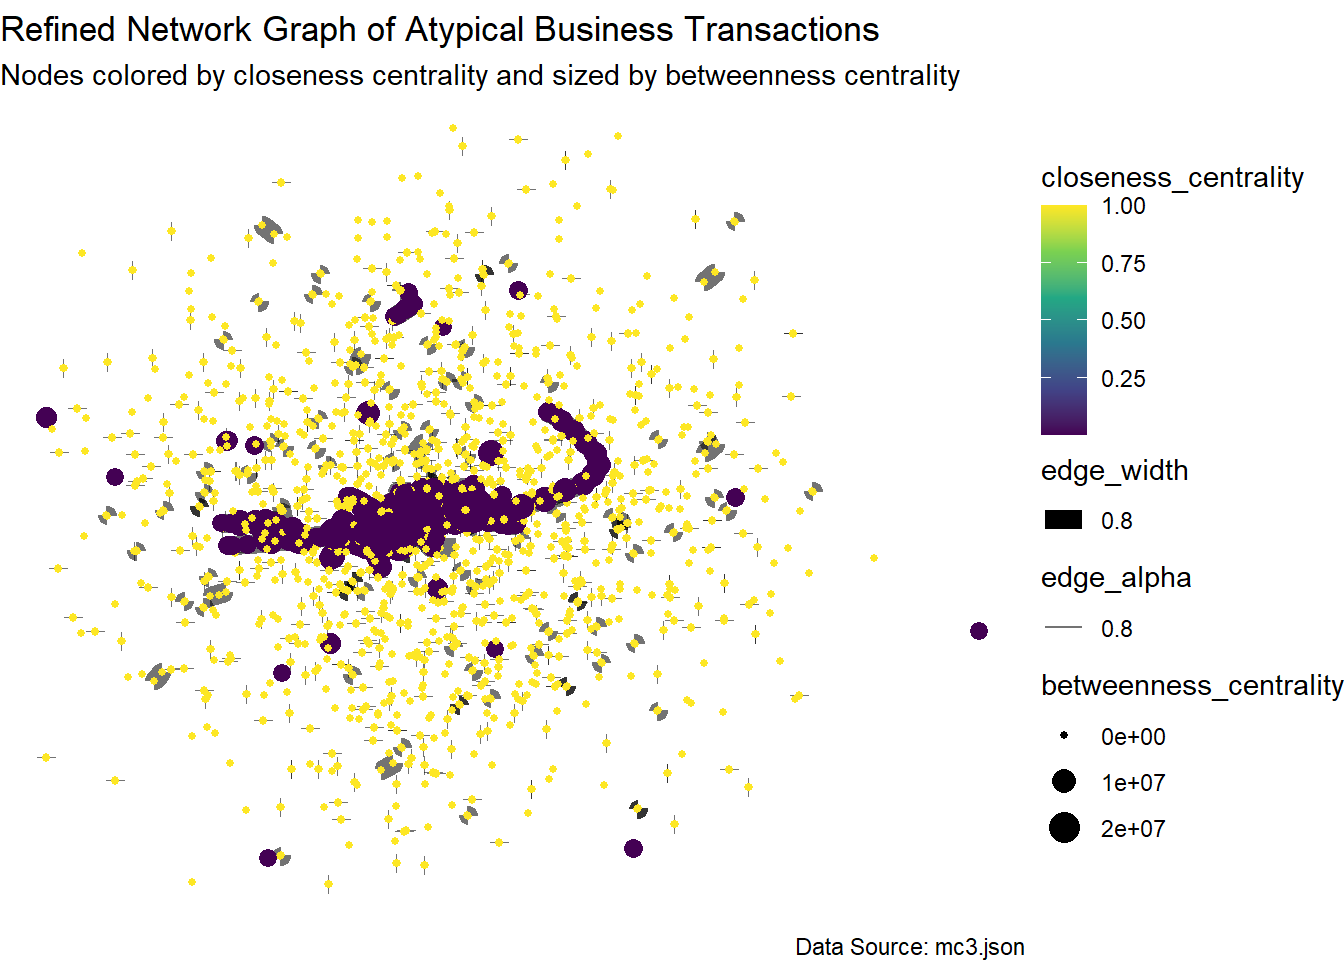 Refined Network Graph of Atypical Business Transactions
Nodes colored by closeness centrality and sized by betweenness centrality
closeness_centrality
1.00
0.75
0.50
0.25
edge_width
0.8
edge_alpha
0.8
betweenness_centrality
0e+00
1e+07
2e+07
Data Source: mc3.json